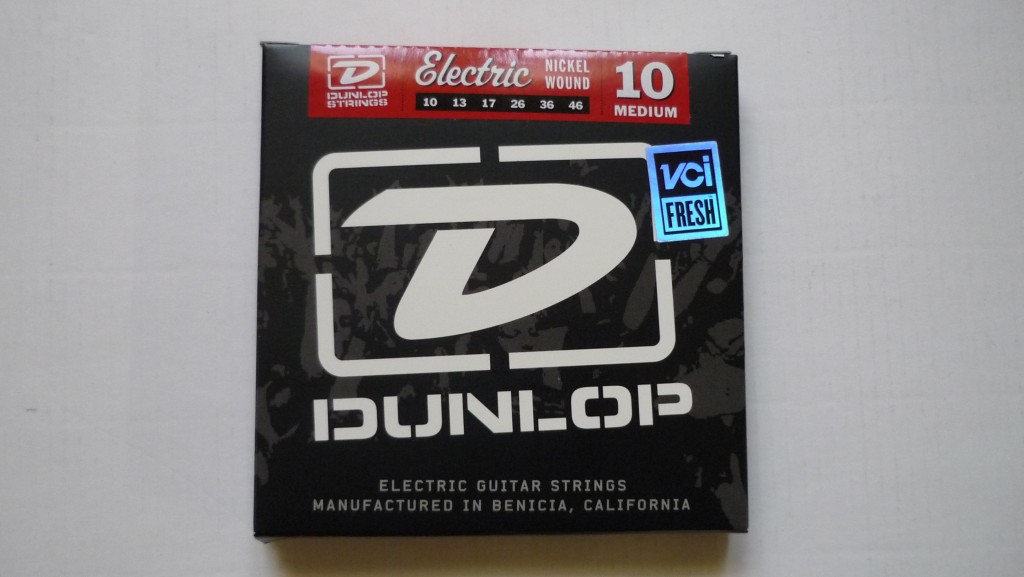 DUNLOP
STRINGS
Electric
NICKEL
WOUND
10 13 17 26 36 46
10
MEDIUM
VCi
FRESH
D
DUNLOP
ELECTRIC GUITAR STRINGS
MANUFACTURED IN BENICIA, CALIFORNIA